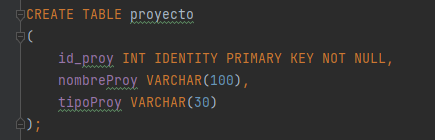 CREATE TABLE proyecto
(
    id_proy INT IDENTITY PRIMARY KEY NOT NULL,
    nombreProy VARCHAR(100),
    tipoProy VARCHAR(30)
);